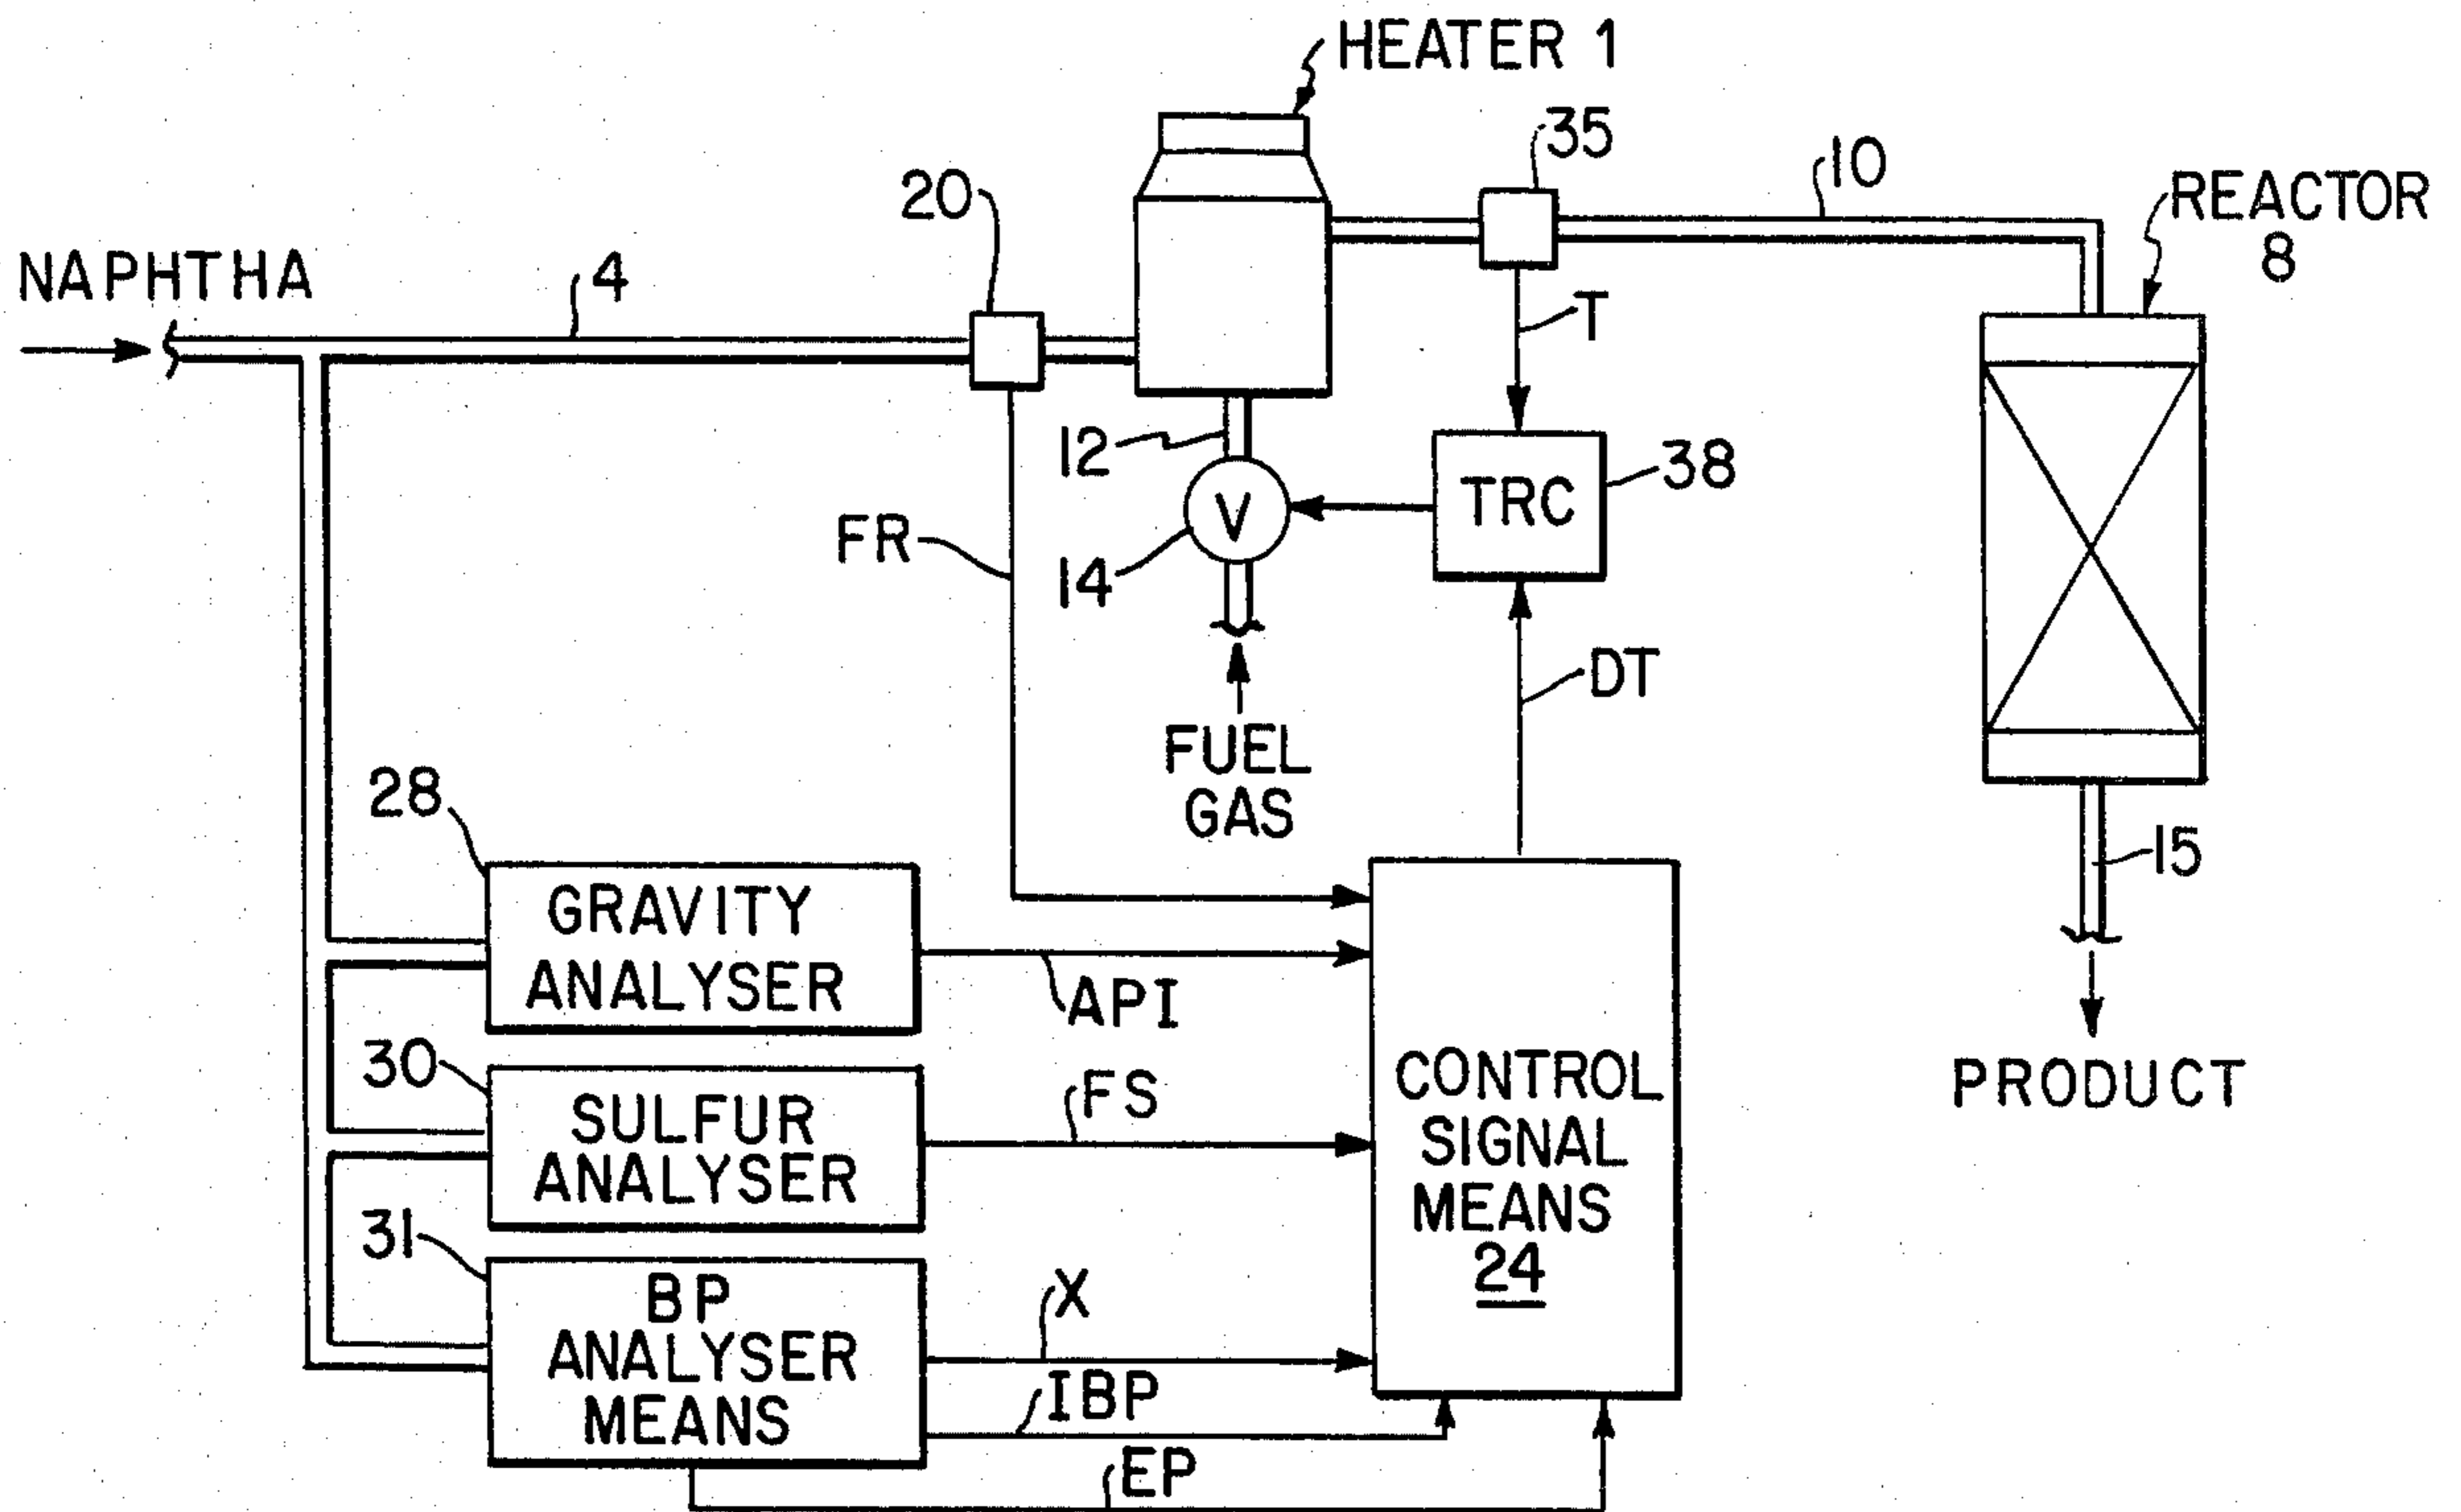 HEATER 1
35
10
REACTOR
8
20
NAPHTHA
4
T
12
TRC
38
V
FR
14
DT
FUEL
GAS
28
GRAVITY
ANALYSER
API
15
30
SULFUR
ANALYSER
FS
CONTROL
SIGNAL
MEANS
24
PRODUCT
31
BP
ANALYSER
MEANS
X
IBP
EP